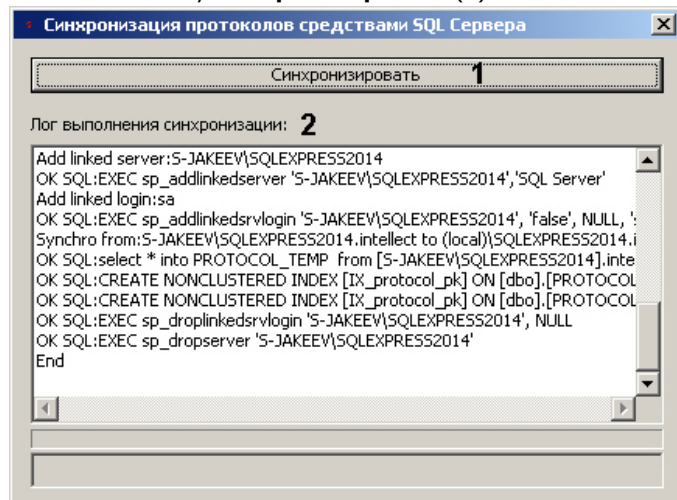 Синхронизация протоколов средствами SQL Сервера
Синхронизировать 1
Лог выполнения синхронизации: 2
Add linked server:S-JAKEEV\SQLEXPRESS2014
OK SQL:EXEC sp_addlinkedserver 'S-JAKEEV\SQLEXPRESS2014','SQL Server'
Add linked login:sa
OK SQL:EXEC sp_addlinkedsrvlogin 'S-JAKEEV\SQLEXPRESS2014', 'false', NULL, '
Synchro from:S-JAKEEV\SQLEXPRESS2014.intellect to (local)\SQLEXPRESS2014.i
OK SQL:select * into PROTOCOL_TEMP from [S-JAKEEV\SQLEXPRESS2014].inte
OK SQL:CREATE NONCLUSTERED INDEX [IX_protocol_pk] ON [dbo].[PROTOCOL
OK SQL:CREATE NONCLUSTERED INDEX [IX_protocol_pk] ON [dbo].[PROTOCOL
OK SQL:EXEC sp_droplinkedsrvlogin 'S-JAKEEV\SQLEXPRESS2014', NULL
OK SQL:EXEC sp_dropserver 'S-JAKEEV\SQLEXPRESS2014'
End